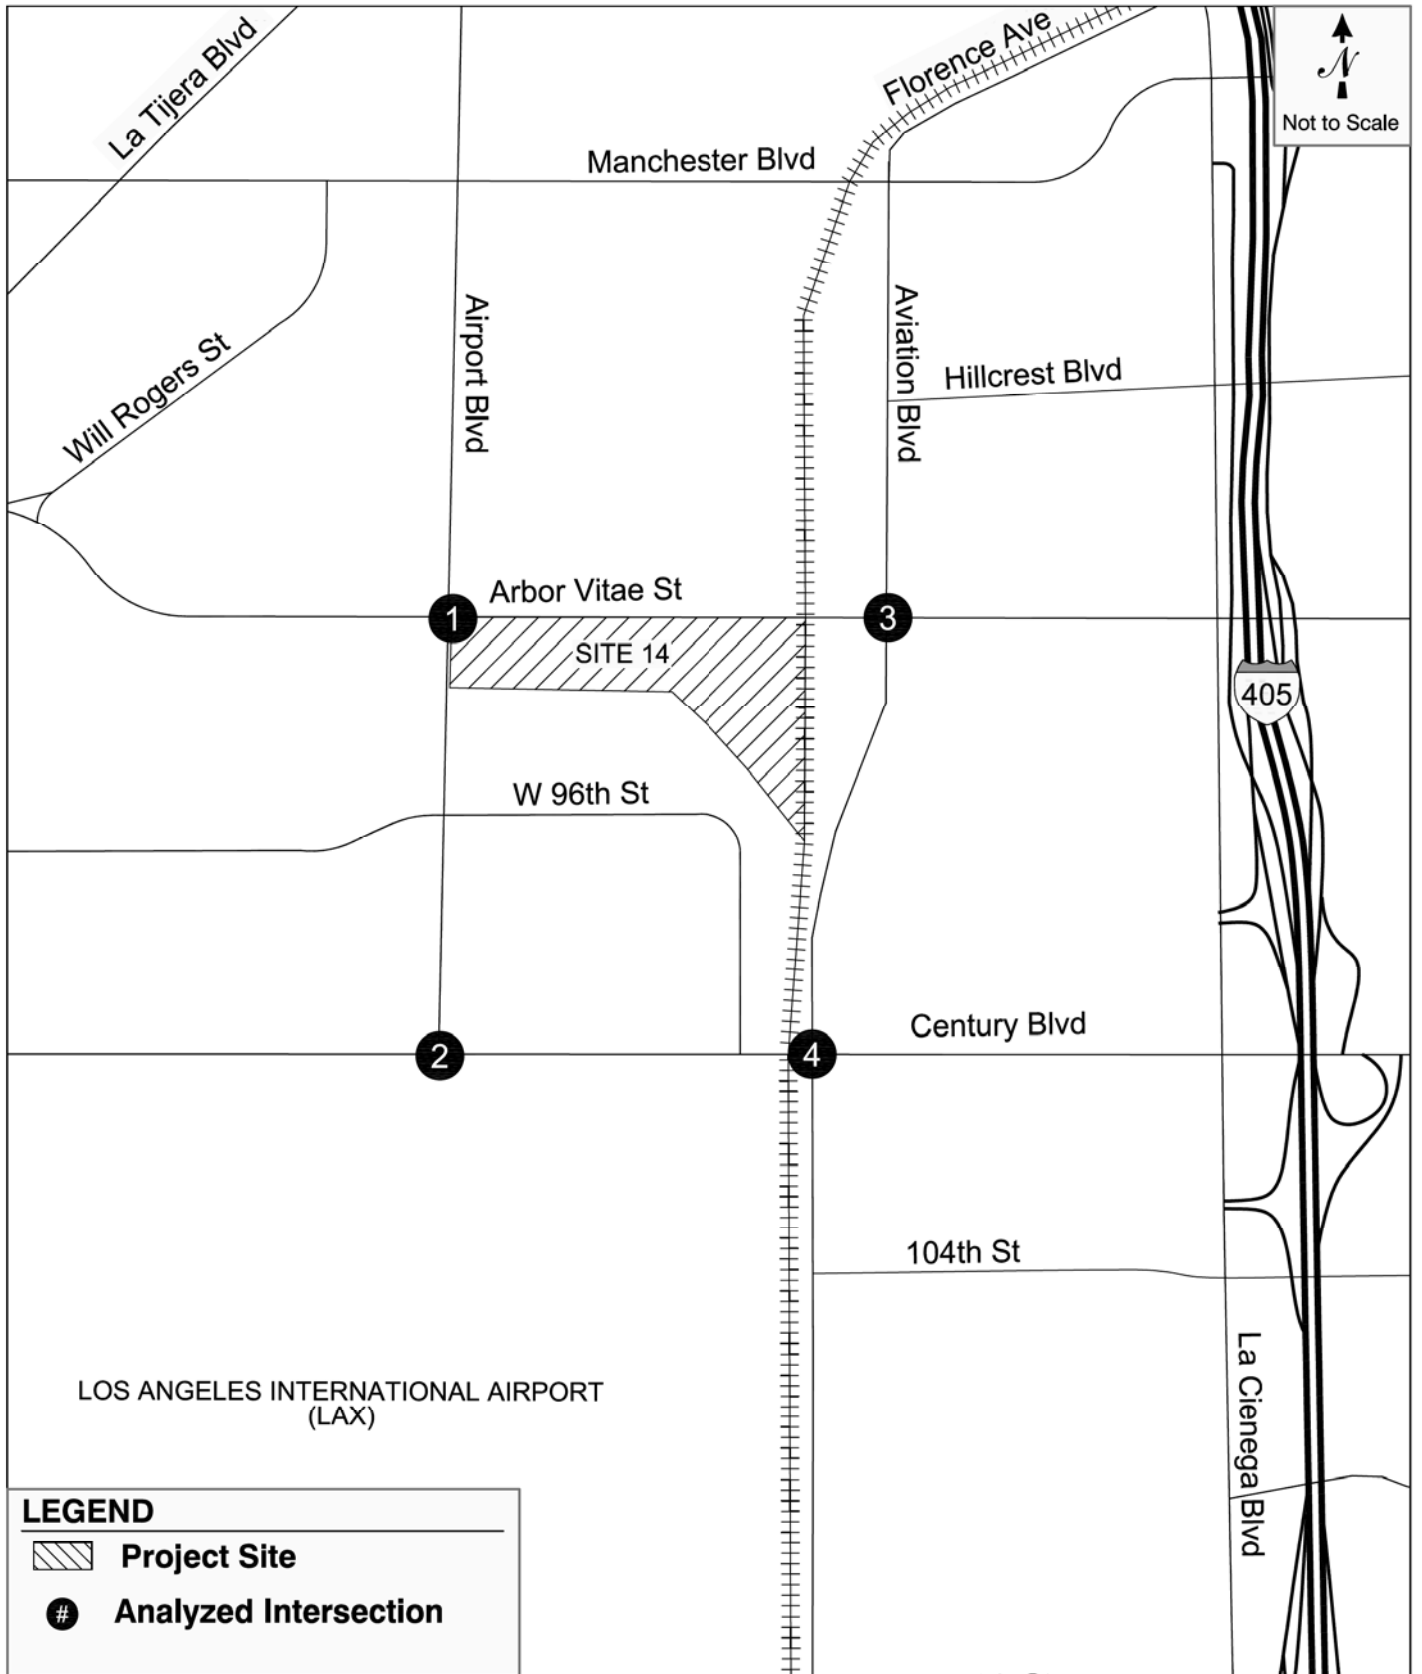 La Tijera Blvd
Florence Ave
N
Not to Scale
Manchester Blvd
Airport Blvd
Aviation Blvd
Hillcrest Blvd
Will Rogers St
Arbor Vitae St
1
3
SITE 14
405
W 96th St
Century Blvd
2
4
104th St
La Cienega Blvd
LOS ANGELES INTERNATIONAL AIRPORT
(LAX)
LEGEND
Project Site
# Analyzed Intersection